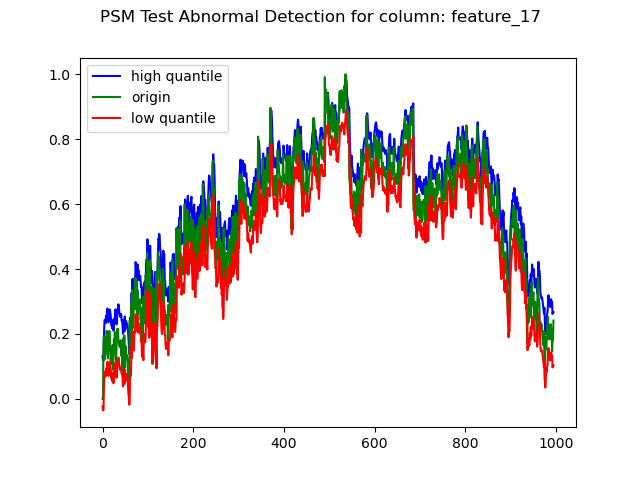 PSM Test Abnormal Detection for column: feature_17
high quantile
origin
low quantile
1.0
0.8
0.6
0.4
0.2
0.0
0 200 400 600 800 1000